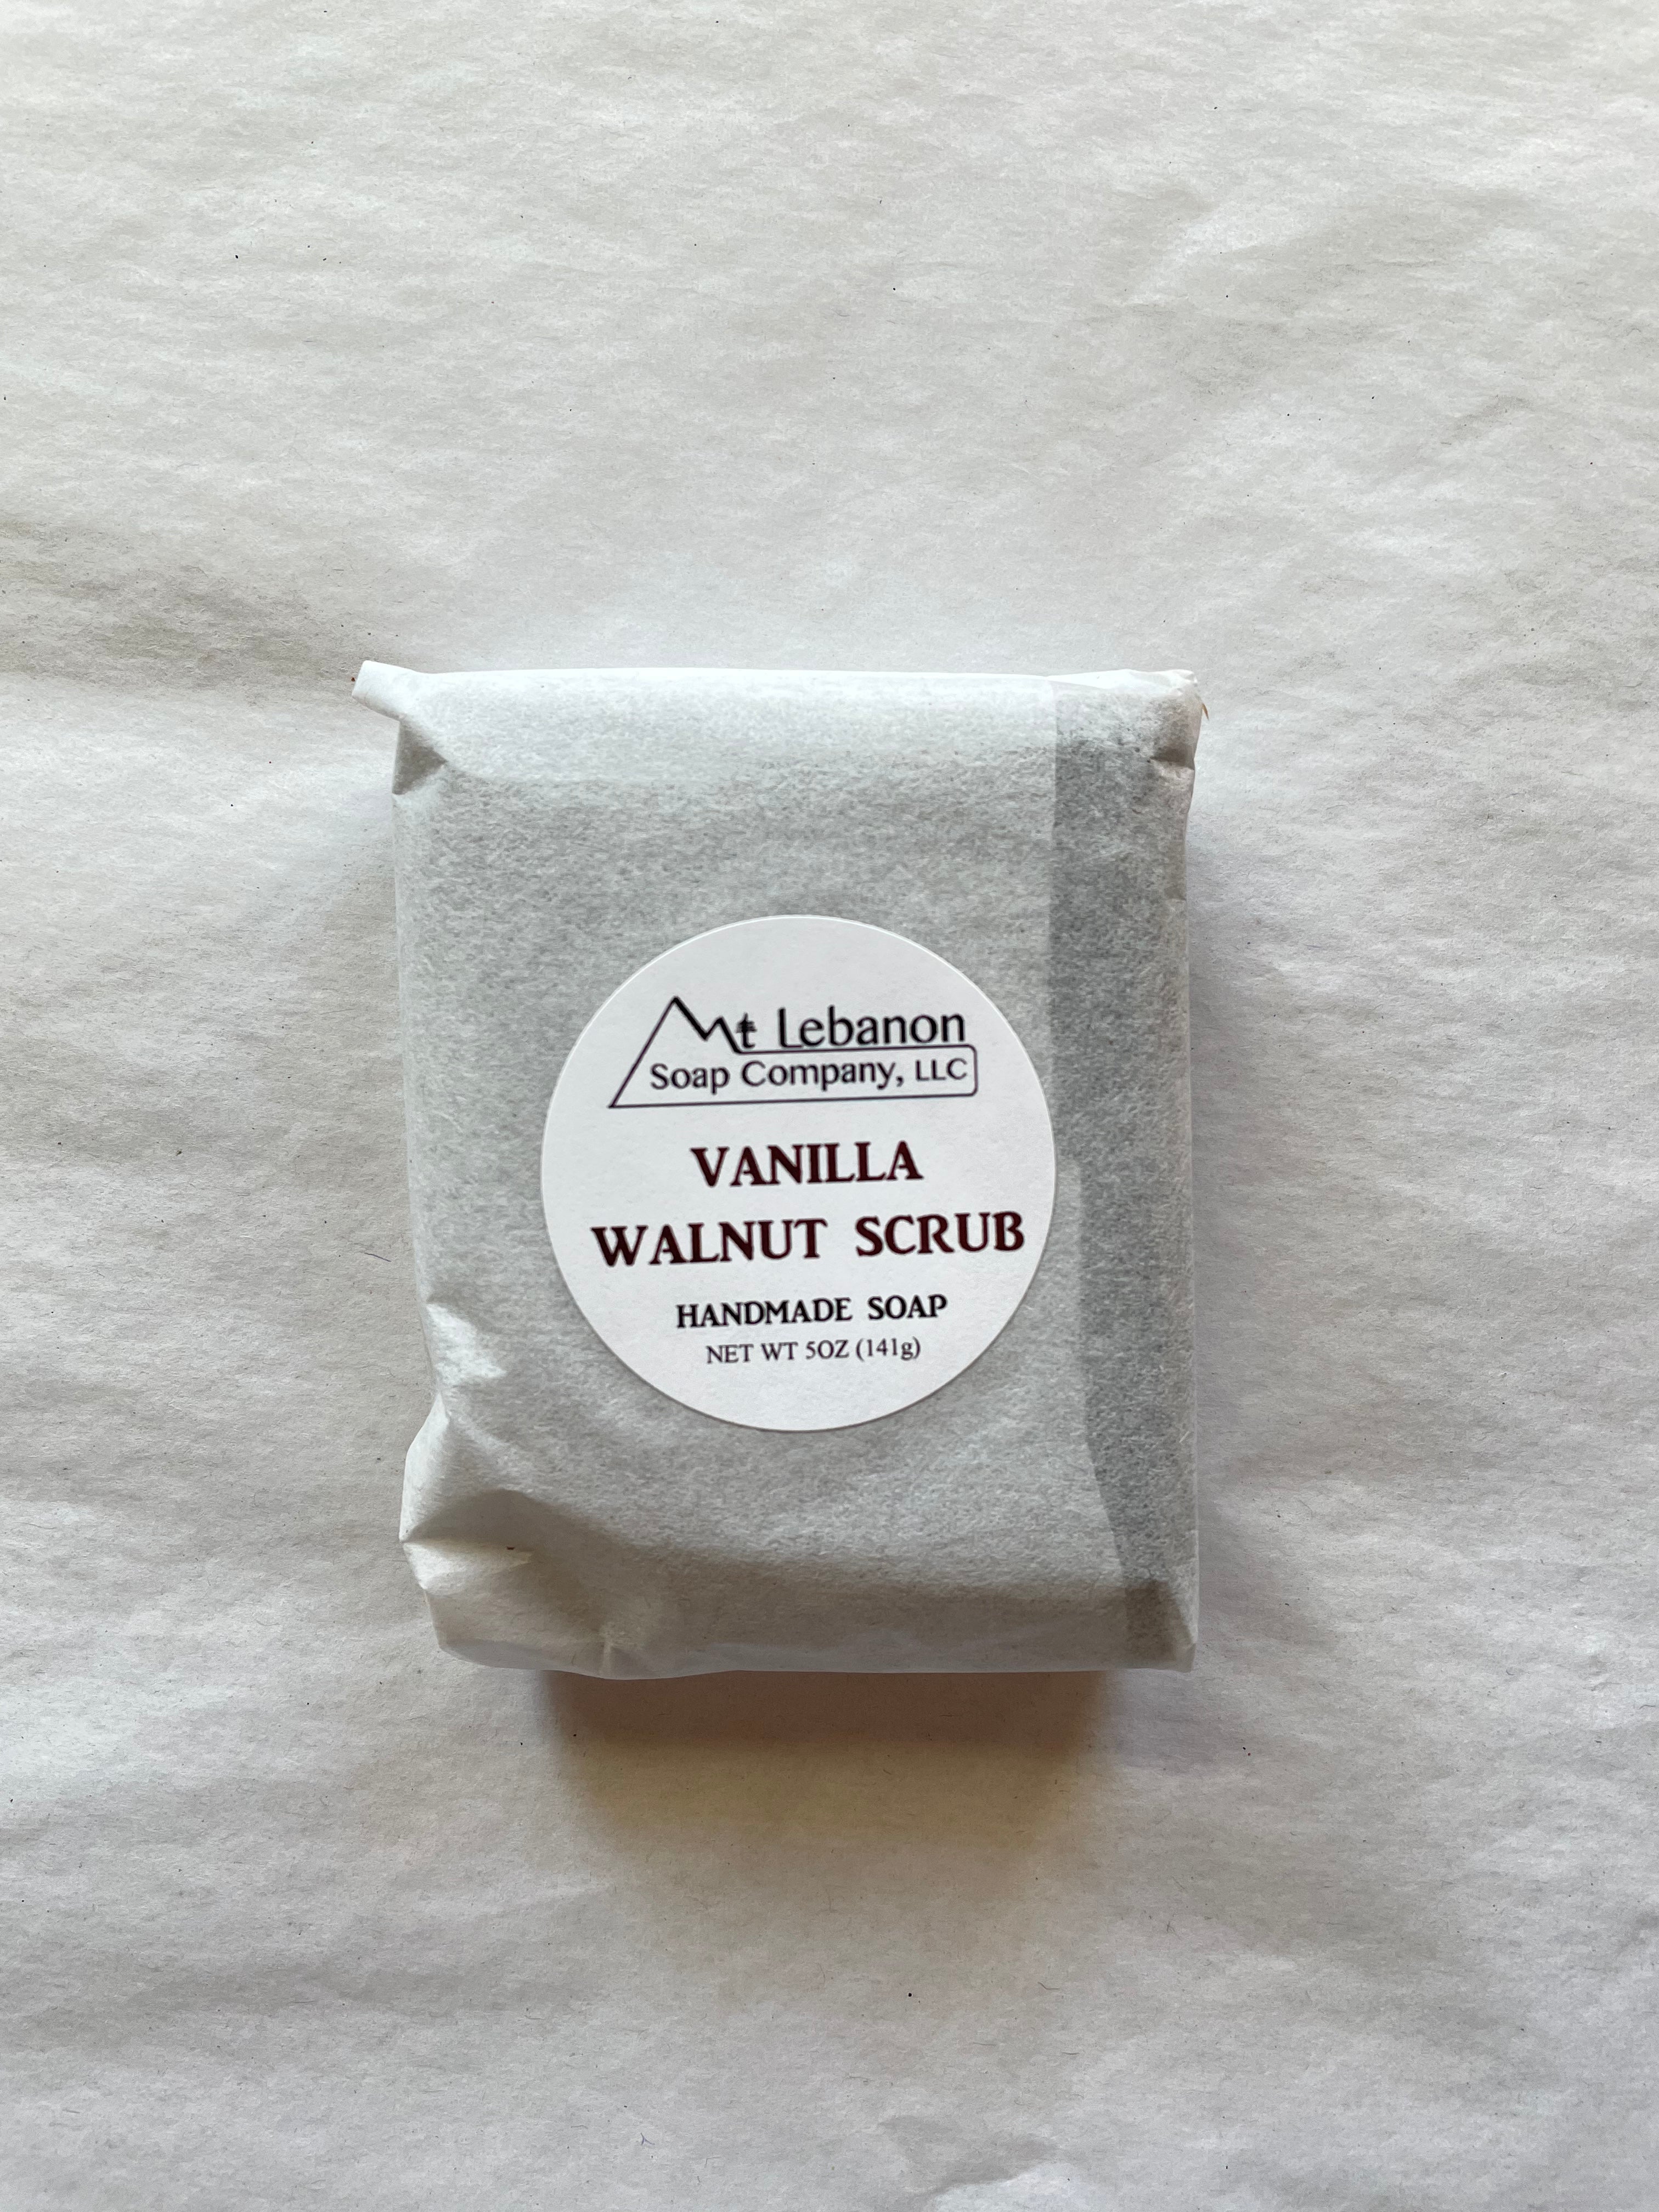 Mt Lebanon
Soap Company, LLC
VANILLA
WALNUT SCRUB
HANDMADE SOAP
NET WT 5OZ (141g)